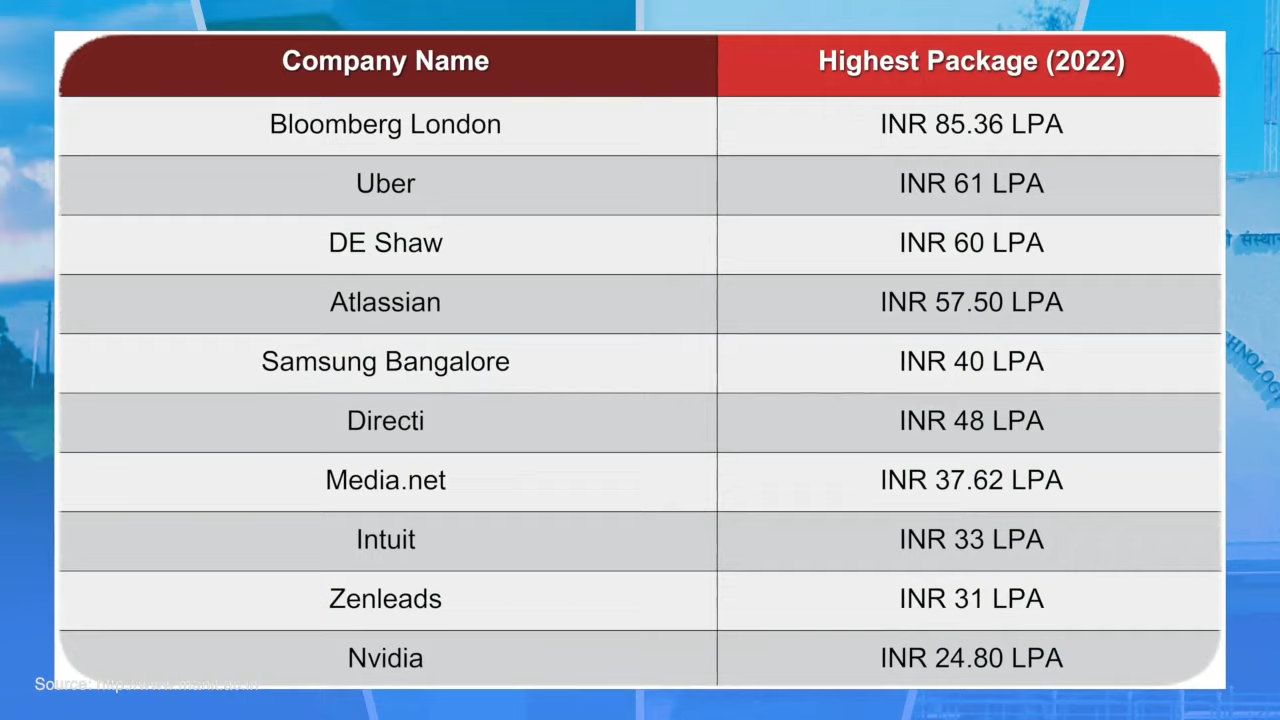 Company Name Highest Package (2022)
Bloomberg London INR 85.36 LPA
Uber INR 61 LPA
DE Shaw INR 60 LPA
Atlassian INR 57.50 LPA
Samsung Bangalore INR 40 LPA
Directi INR 48 LPA
Media.net INR 37.62 LPA
Intuit INR 33 LPA
Zenleads INR 31 LPA
Nvidia INR 24.80 LPA
Source: